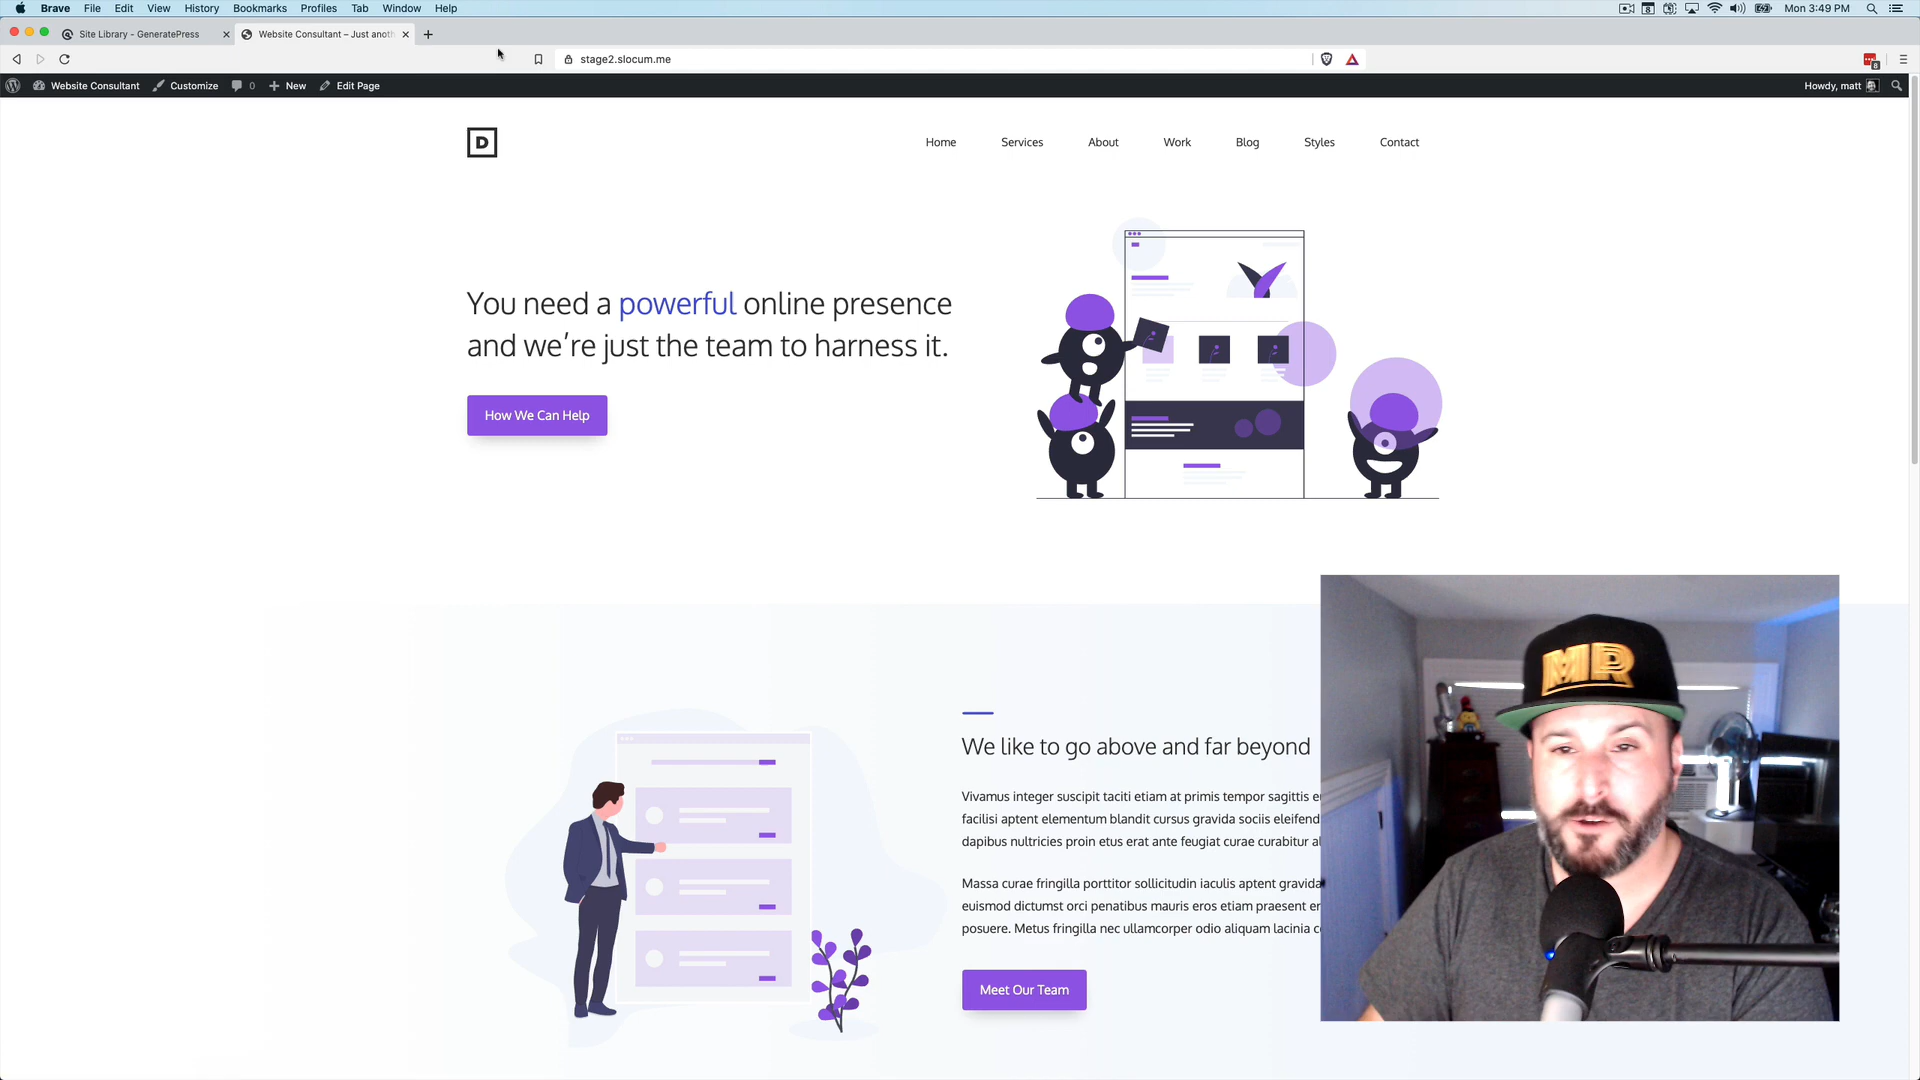 Brave File Edit View History Bookmarks Profiles Tab Window Help
8 Mon 3:49 PM
Site Library - GeneratePress
Website Consultant – Just anoth
stage2.slocum.me
8
Website Consultant Customize 0 New Edit Page
Howdy, matt
D
Home Services About Work Blog Styles Contact
You need a powerful online presence
and we're just the team to harness it.
How We Can Help
We like to go above and far beyond
Vivamus integer suscipit taciti etiam at primis tempor sagittis
facilisi aptent elementum blandit cursus gravida sociis eleifend
dapibus nultricies proin etus erat ante feugiat curae curabitur
Massa curae fringilla porttitor sollicitudin iaculis aptent gravida
euismod dictumst orci penatibus mauris eros etiam praesent
posuere. Metus fringilla nec ullamcorper odio aliquam lacinia
Meet Our Team
MR